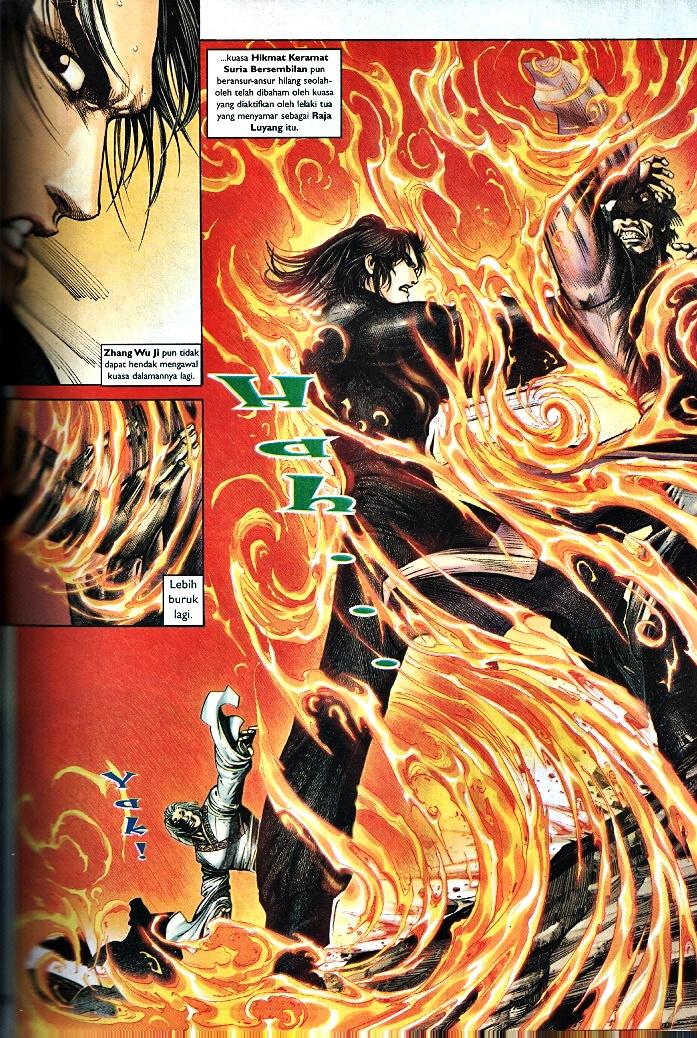 ...kuasa Hikmat Keramat
Suria Bersembilan pun
beransur-ansur hilang seolah-
oleh telah dibaham oleh kuasa
yang diaktifkan oleh lelaki tua
yang menyamar sebagai Raja
Luyang itu.
Zhang Wu Ji pun tidak
dapat hendak mengawal
kuasa dalamannya lagi.
Hah...
Lebih
buruk
lagi.
Yak!